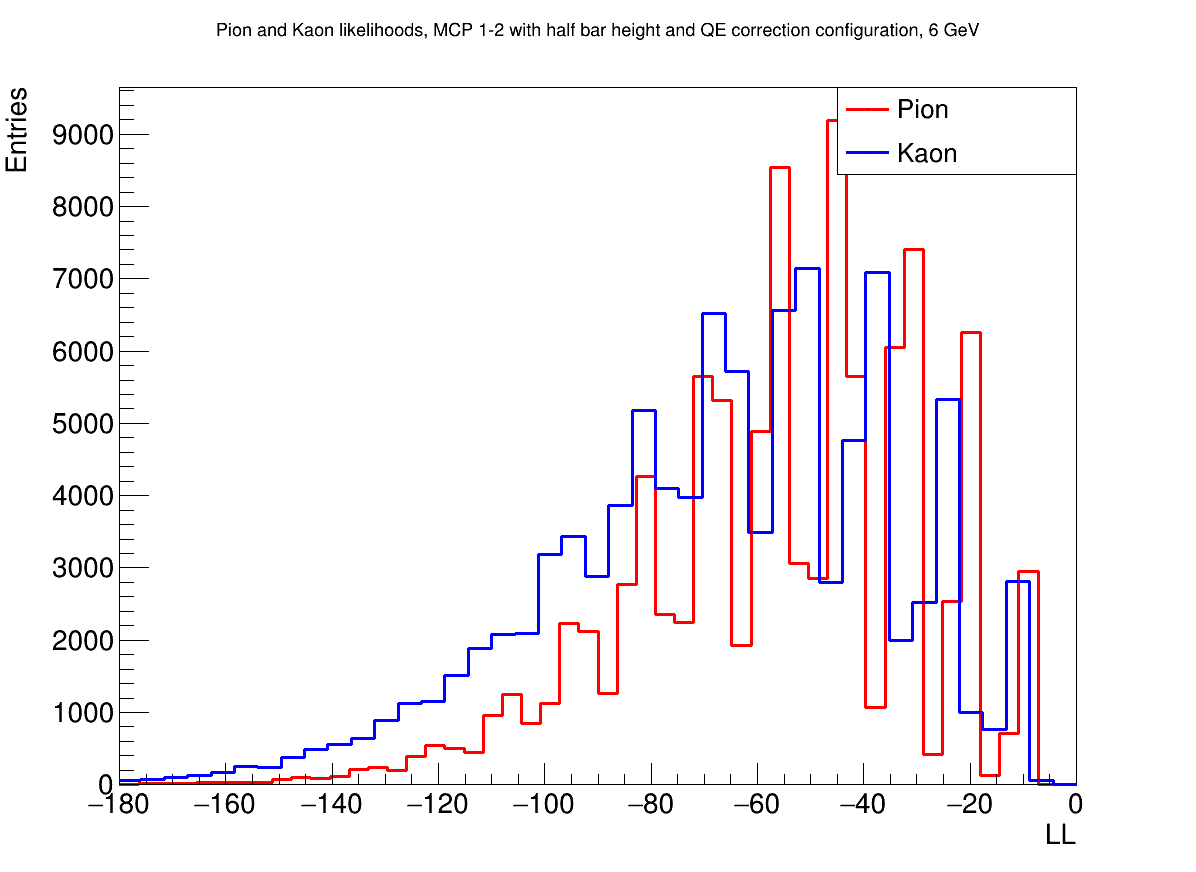 Pion and Kaon likelihoods, MCP 1-2 with half bar height and QE correction configuration, 6 GeV
Entries
Pion
Kaon
9000
8000
7000
6000
5000
4000
3000
2000
1000
0
−180 −160 −140 −120 −100 −80 −60 −40 −20 0
LL